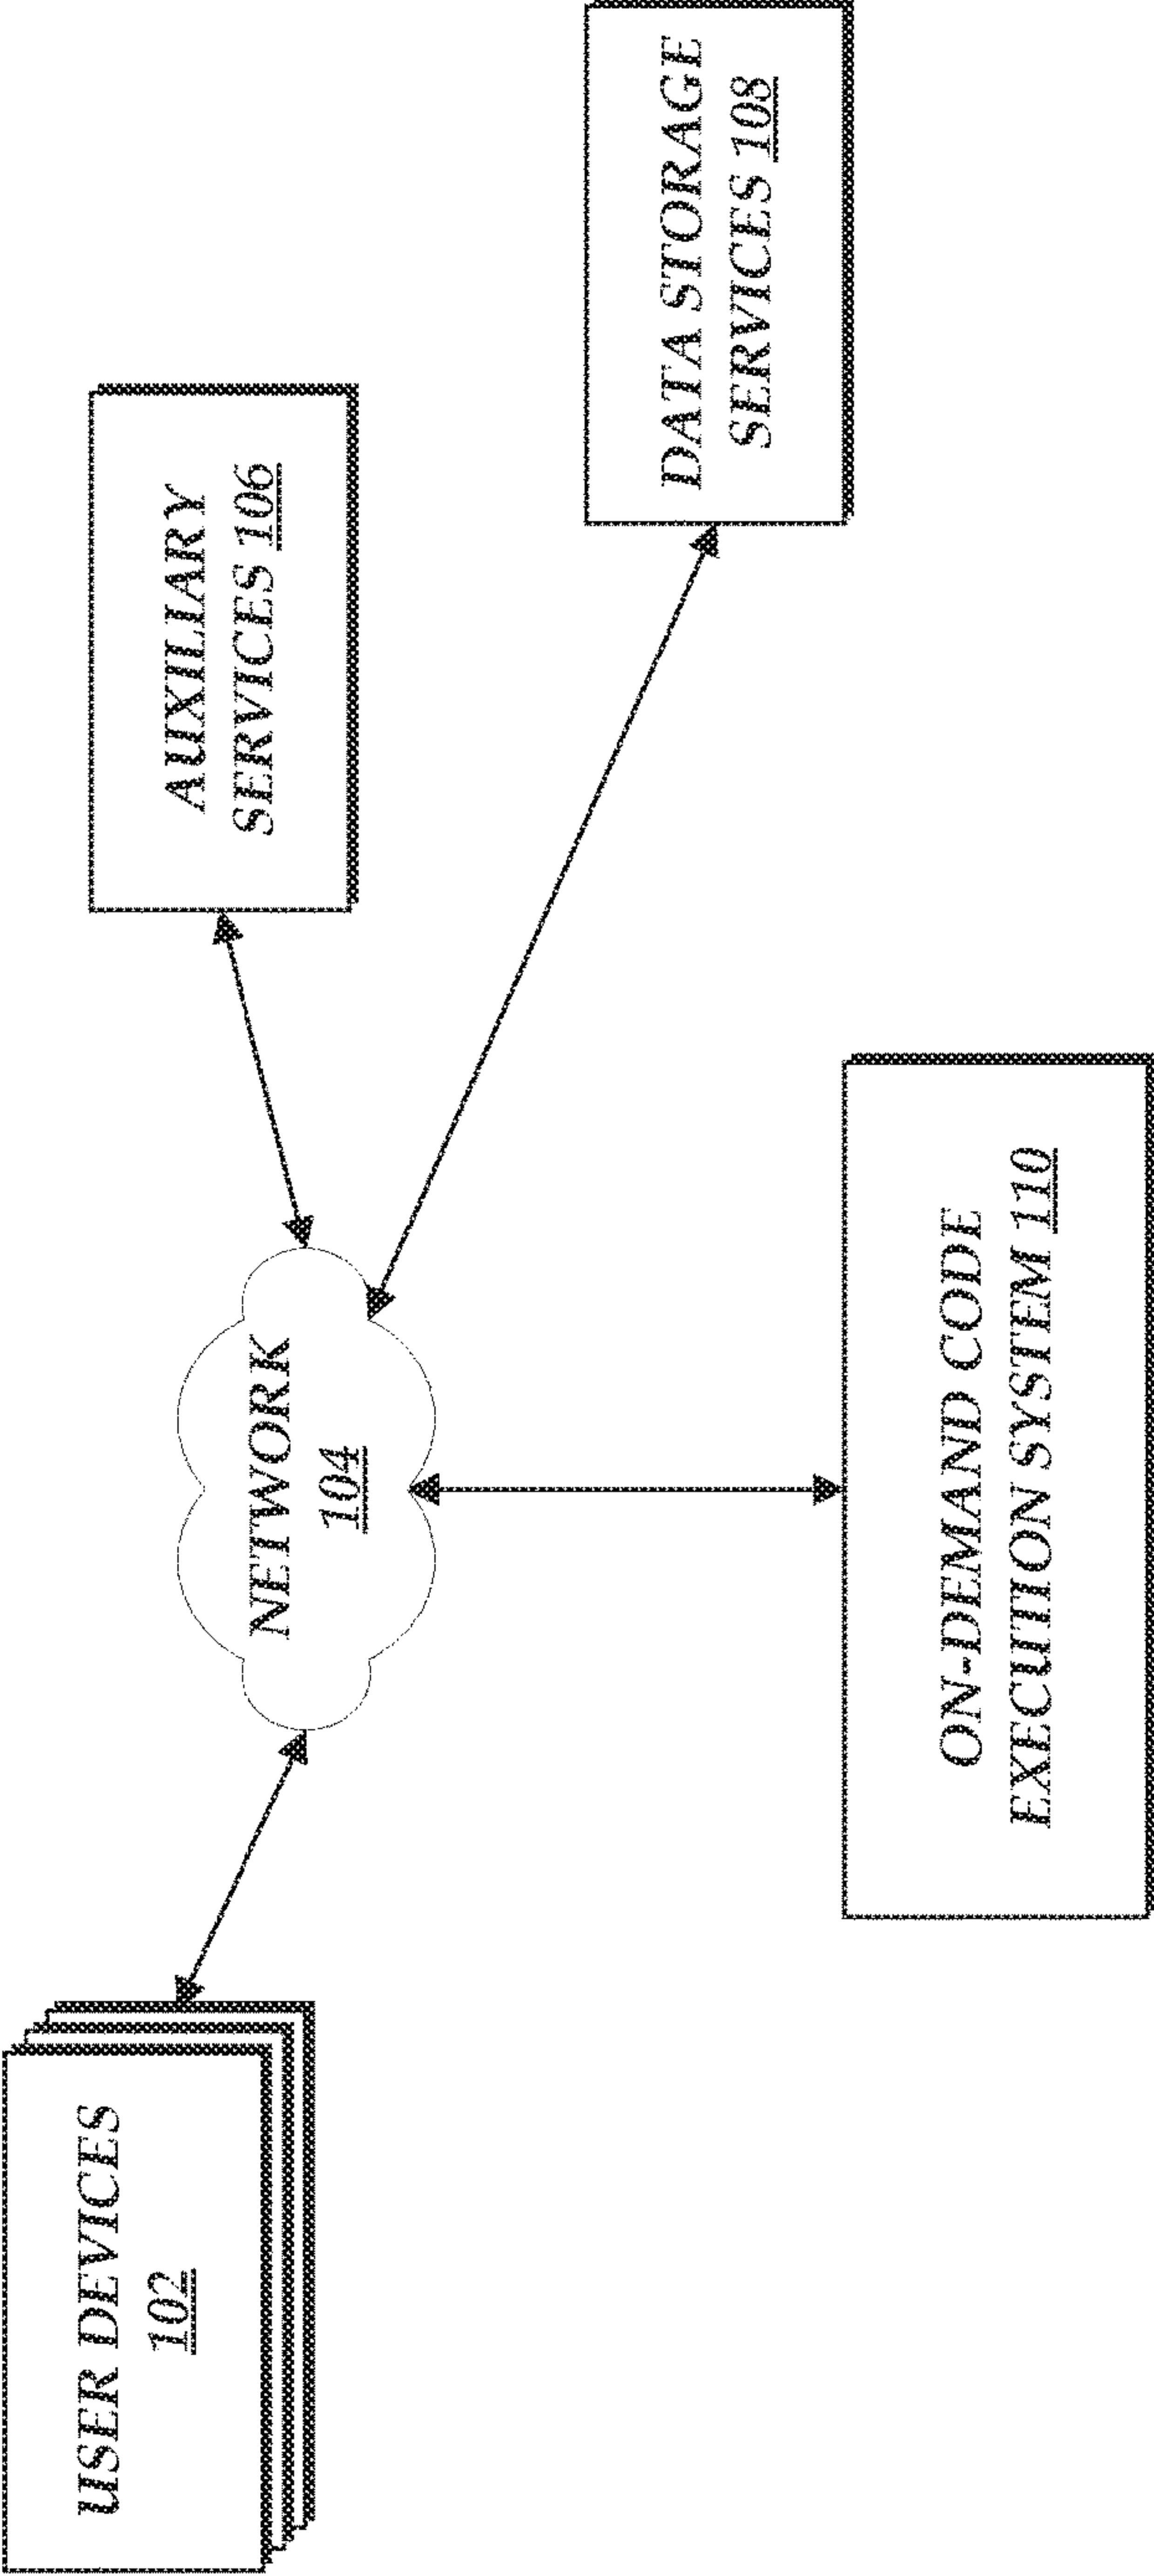 USER DEVICES
102
NETWORK
104
AUXILIARY
SERVICES 106
DATA STORAGE
SERVICES 108
ON-DEMAND CODE
EXECUTION SYSTEM 110